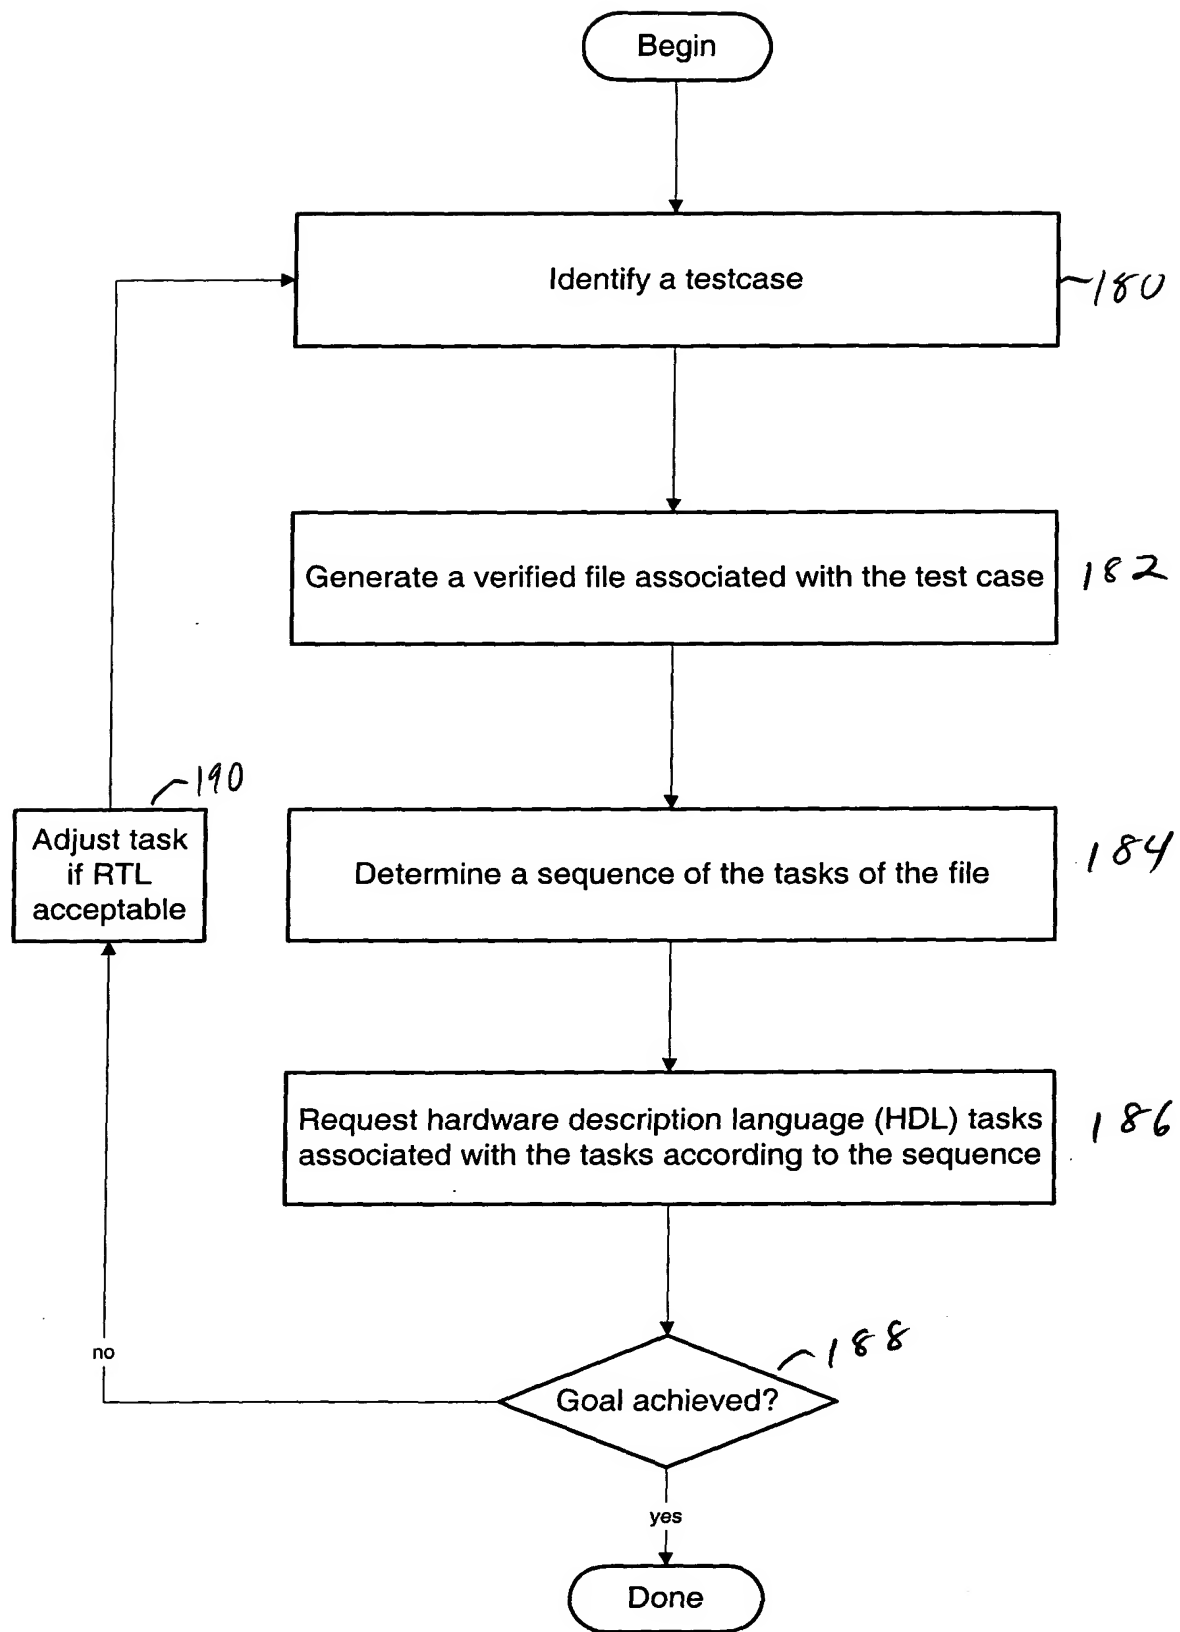 Begin
Identify a testcase
180
Generate a verified file associated with the test case
182
190
Adjust task
if RTL
acceptable
Determine a sequence of the tasks of the file
184
Request hardware description language (HDL) tasks
associated with the tasks according to the sequence
186
188
no
Goal achieved?
yes
Done